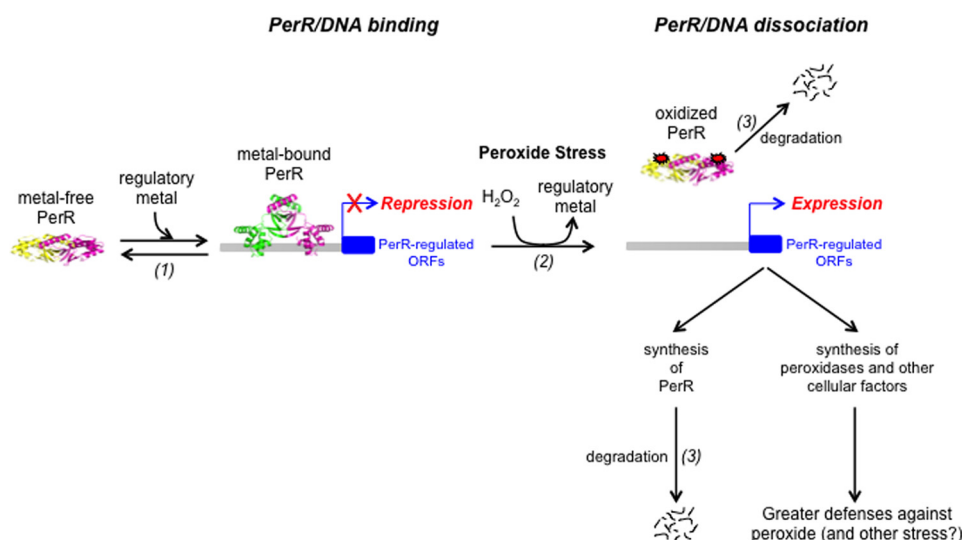 PerR/DNA binding
PerR/DNA dissociation
metal-free
PerR
regulatory
metal
(1)
metal-bound
PerR
Repression
PerR-regulated
ORFs
Peroxide Stress
H₂O₂
regulatory
metal
(2)
oxidized
PerR
(3)
degradation
Expression
PerR-regulated
ORFs
synthesis
of
PerR
synthesis of
peroxidases and other
cellular factors
degradation
(3)
Greater defenses against
peroxide (and other stress?)